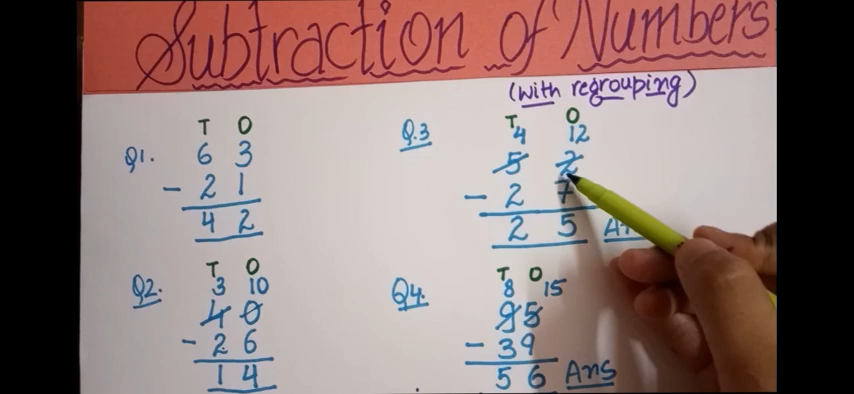 Subtraction of Numbers
(with regrouping)
Q1.
T O
6 3
- 2 1
4 2
Q2.
T O
3 10
4 0
- 2 6
1 4
Q.3
T O
4 12
5 2
- 2 7
2 5
Q4.
T O
8 15
9 5
- 3 9
5 6 Ans